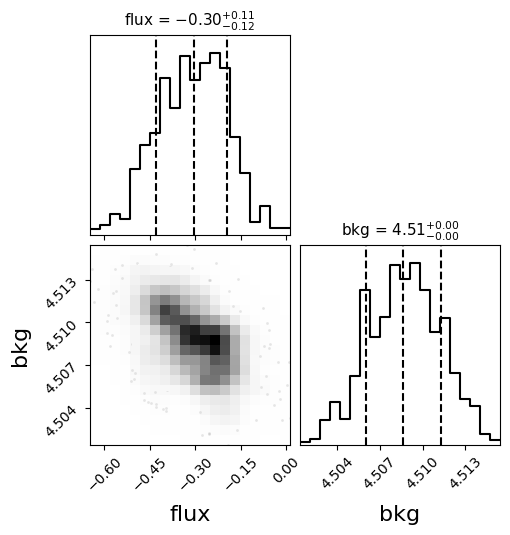 flux = −0.30+0.11−0.12
bkg = 4.51+0.00−0.00
bkg
4.513
4.510
4.507
4.504
−0.60 −0.45 −0.30 −0.15 0.00
4.504 4.507 4.510 4.513
flux bkg